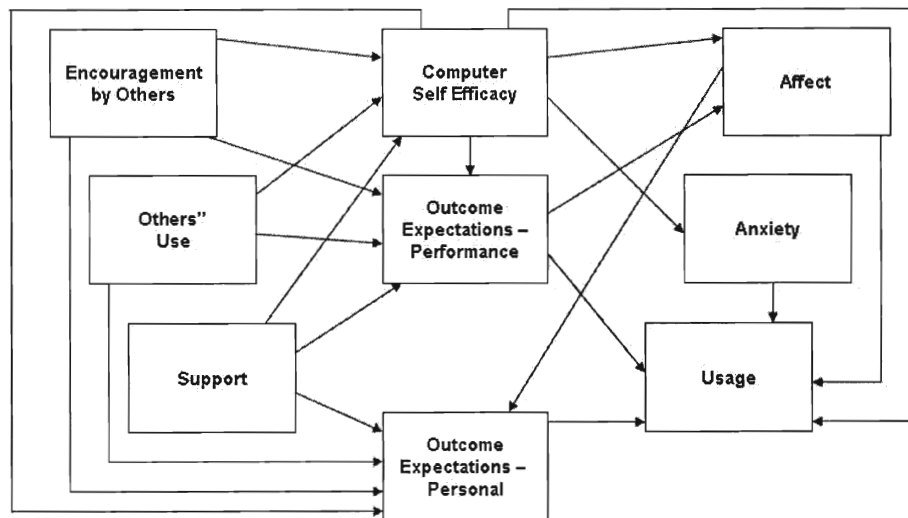 Encouragement
by Others
Computer
Self Efficacy
Affect
Others”
Use
Outcome
Expectations –
Performance
Anxiety
Support
Usage
Outcome
Expectations –
Personal